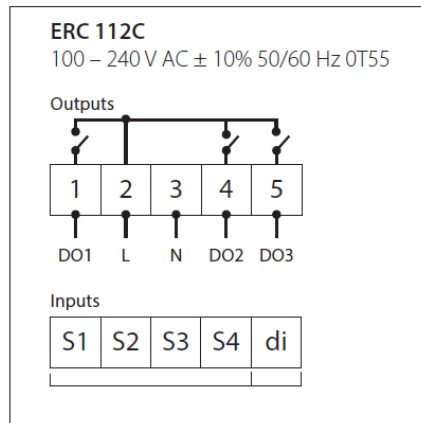 ERC 112C
100 – 240 V AC ± 10% 50/60 Hz 0T55
Outputs
1 2 3 4 5
DO1 L N DO2 DO3
Inputs
S1 S2 S3 S4 di